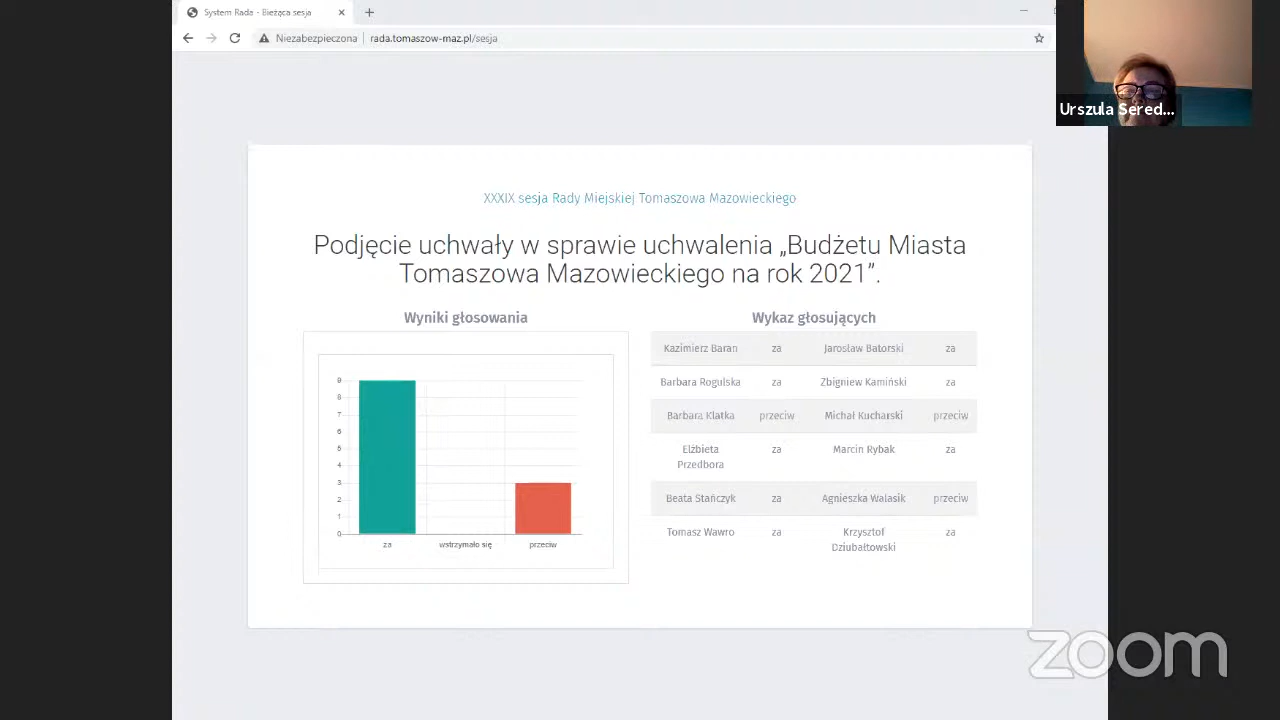 System Rada - Bieżąca sesja
Niezabezpieczona
rada.tomaszow-maz.pl/sesja
Urszula Sered...
XXXIX sesja Rady Miejskiej Tomaszowa Mazowieckiego
Podjęcie uchwały w sprawie uchwalenia „Budżetu Miasta
Tomaszowa Mazowieckiego na rok 2021”.
Wyniki głosowania
9
8
7
6
5
4
3
2
1
0
za
wstrzymało się
przeciw
Wykaz głosujących
Kazimierz Baran za Jarosław Batorski za
Barbara Rogulska za Zbigniew Kamiński za
Barbara Klatka przeciw Michał Kucharski przeciw
Elżbieta za Marcin Rybak za
Przedbora
Beata Stańczyk za Agnieszka Walasik przeciw
Tomasz Wawro za Krzysztof za
Dziubałtowski
zoom